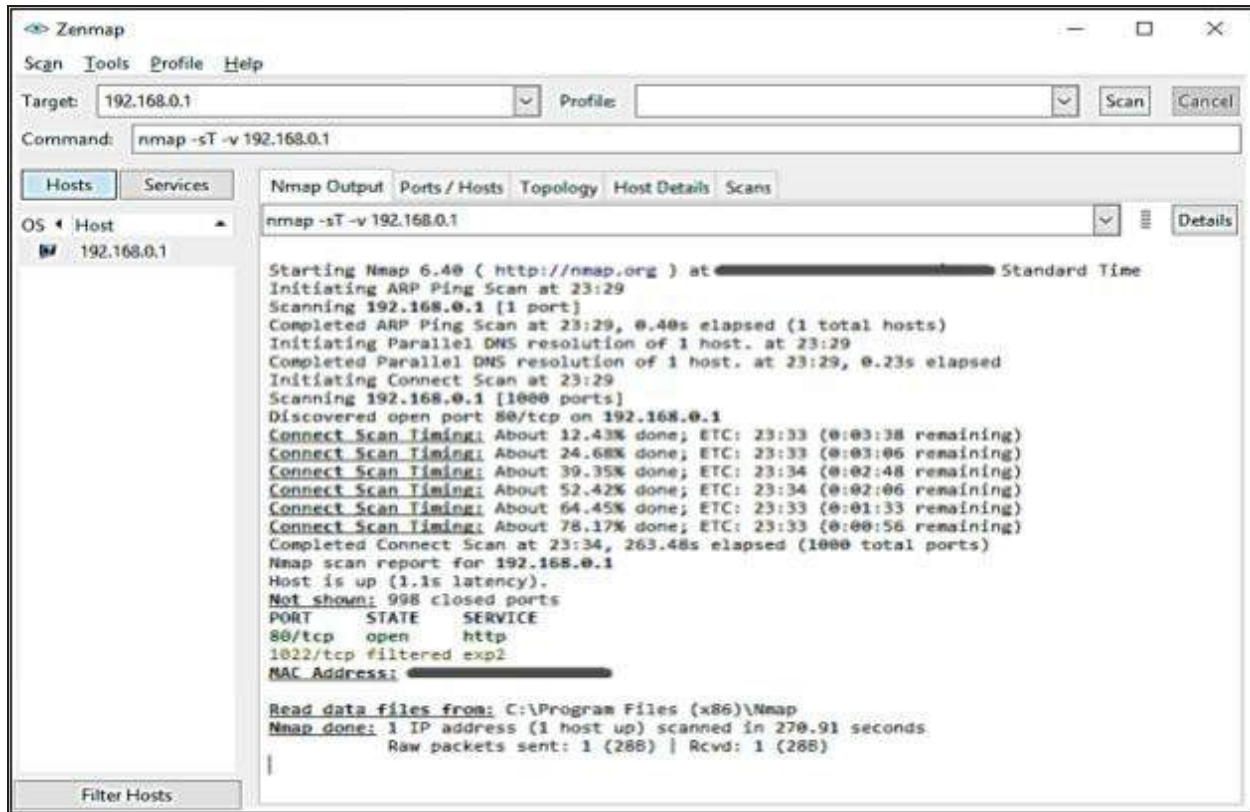 Zenmap
Scan Tools Profile Help
Target: 192.168.0.1 Profile: Scan Cancel
Command: nmap -sT -v 192.168.0.1
Hosts Services
Nmap Output Ports / Hosts Topology Host Details Scans
OS Host
192.168.0.1
nmap -sT -v 192.168.0.1 Details
Starting Nmap 6.40 ( http://nmap.org ) at Standard Time
Initiating ARP Ping Scan at 23:29
Scanning 192.168.0.1 [1 port]
Completed ARP Ping Scan at 23:29, 0.40s elapsed (1 total hosts)
Initiating Parallel DNS resolution of 1 host. at 23:29
Completed Parallel DNS resolution of 1 host. at 23:29, 0.23s elapsed
Initiating Connect Scan at 23:29
Scanning 192.168.0.1 [1000 ports]
Discovered open port 80/tcp on 192.168.0.1
Connect Scan Timing: About 12.43% done; ETC: 23:33 (0:03:38 remaining)
Connect Scan Timing: About 24.68% done; ETC: 23:33 (0:03:06 remaining)
Connect Scan Timing: About 39.35% done; ETC: 23:34 (0:02:48 remaining)
Connect Scan Timing: About 52.42% done; ETC: 23:34 (0:02:06 remaining)
Connect Scan Timing: About 64.45% done; ETC: 23:33 (0:01:33 remaining)
Connect Scan Timing: About 78.17% done; ETC: 23:33 (0:00:56 remaining)
Completed Connect Scan at 23:34, 263.48s elapsed (1000 total ports)
Nmap scan report for 192.168.0.1
Host is up (1.1s latency).
Not shown: 998 closed ports
PORT STATE SERVICE
80/tcp open http
1022/tcp filtered exp2
MAC Address:
Read data files from: C:\Program Files (x86)\Nmap
Nmap done: 1 IP address (1 host up) scanned in 270.91 seconds
Raw packets sent: 1 (28B) | Rcvd: 1 (28B)
Filter Hosts